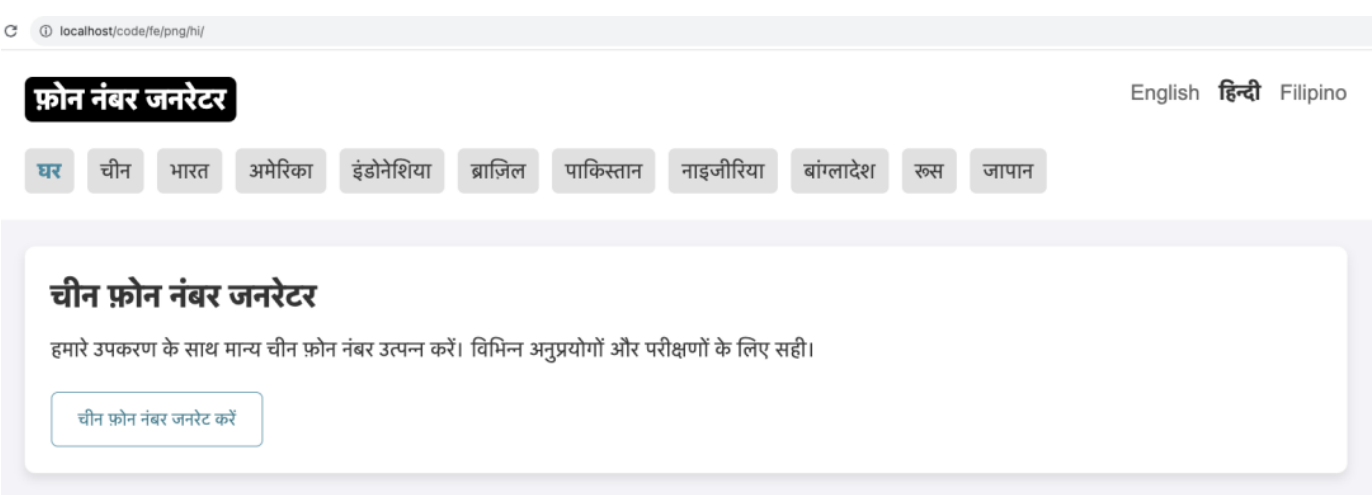 localhost/code/fe/png/hi/
फ़ोन नंबर जनरेटर
English हिन्दी Filipino
घर चीन भारत अमेरिका इंडोनेशिया ब्राज़िल पाकिस्तान नाइजीरिया बांग्लादेश रूस जापान
चीन फ़ोन नंबर जनरेटर
हमारे उपकरण के साथ मान्य चीन फ़ोन नंबर उत्पन्न करें। विभिन्न अनुप्रयोगों और परीक्षणों के लिए सही।
चीन फ़ोन नंबर जनरेट करें